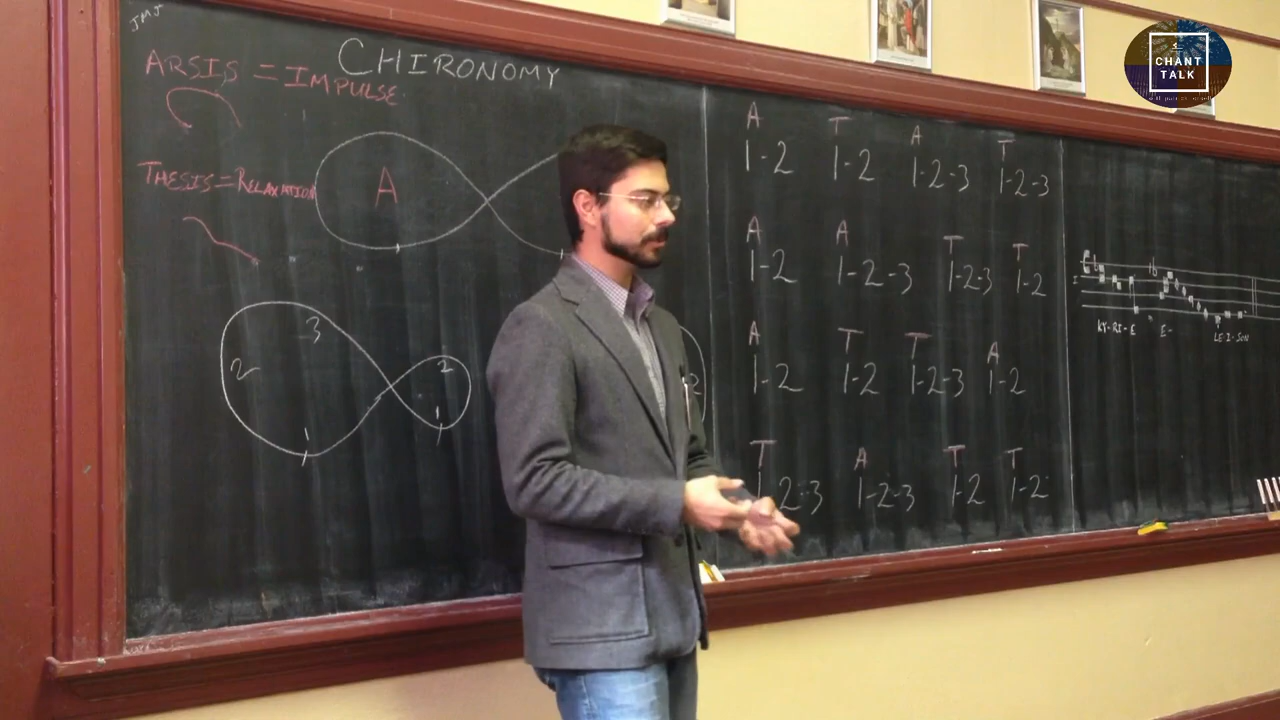 JMJ
CHIRONOMY
ARSIS = IMPULSE
THESIS = RELAXATION
A
3
2
2
1
1
2
A T A T
1-2 1-2 1-2-3 1-2-3
A A T T
1-2 1-2-3 1-2-3 1-2
A T T A
1-2 1-2 1-2-3 1-2
T A T T
1-2-3 1-2-3 1-2 1-2
KY-RI-E E- LE-I-SON
CHANT
TALK